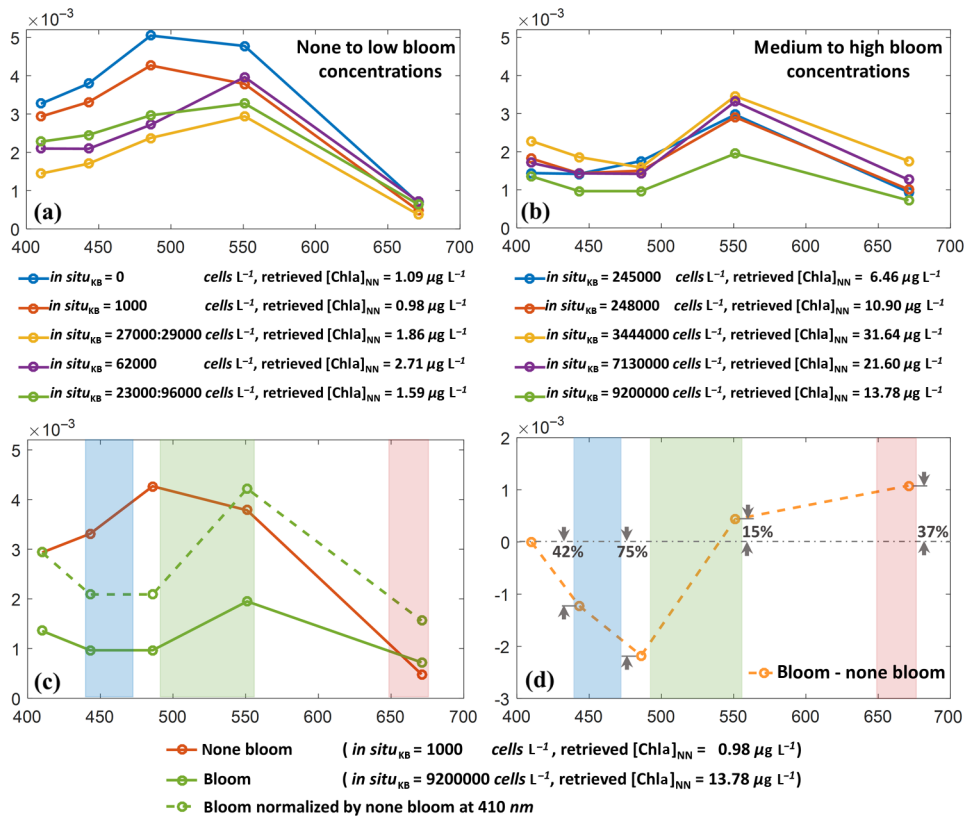 ×10⁻³
5
4
3
2
1
0
None to low bloom
concentrations
(a)
400 450 500 550 600 650 700
in situKB = 0 cells L⁻¹, retrieved [Chla]NN = 1.09 μg L⁻¹
in situKB = 1000 cells L⁻¹, retrieved [Chla]NN = 0.98 μg L⁻¹
in situKB = 27000:29000 cells L⁻¹, retrieved [Chla]NN = 1.86 μg L⁻¹
in situKB = 62000 cells L⁻¹, retrieved [Chla]NN = 2.71 μg L⁻¹
in situKB = 23000:96000 cells L⁻¹, retrieved [Chla]NN = 1.59 μg L⁻¹
×10⁻³
5
4
3
2
1
0
Medium to high bloom
concentrations
(b)
400 450 500 550 600 650 700
in situKB = 245000 cells L⁻¹, retrieved [Chla]NN = 6.46 μg L⁻¹
in situKB = 248000 cells L⁻¹, retrieved [Chla]NN = 10.90 μg L⁻¹
in situKB = 3444000 cells L⁻¹, retrieved [Chla]NN = 31.64 μg L⁻¹
in situKB = 7130000 cells L⁻¹, retrieved [Chla]NN = 21.60 μg L⁻¹
in situKB = 9200000 cells L⁻¹, retrieved [Chla]NN = 13.78 μg L⁻¹
×10⁻³
5
4
3
2
1
0
(c)
400 450 500 550 600 650 700
×10⁻³
2
1
0
-1
-2
-3
42% 75% 15% 37%
Bloom - none bloom
(d)
400 450 500 550 600 650 700
None bloom ( in situKB = 1000 cells L⁻¹, retrieved [Chla]NN = 0.98 μg L⁻¹)
Bloom ( in situKB = 9200000 cells L⁻¹, retrieved [Chla]NN = 13.78 μg L⁻¹)
Bloom normalized by none bloom at 410 nm